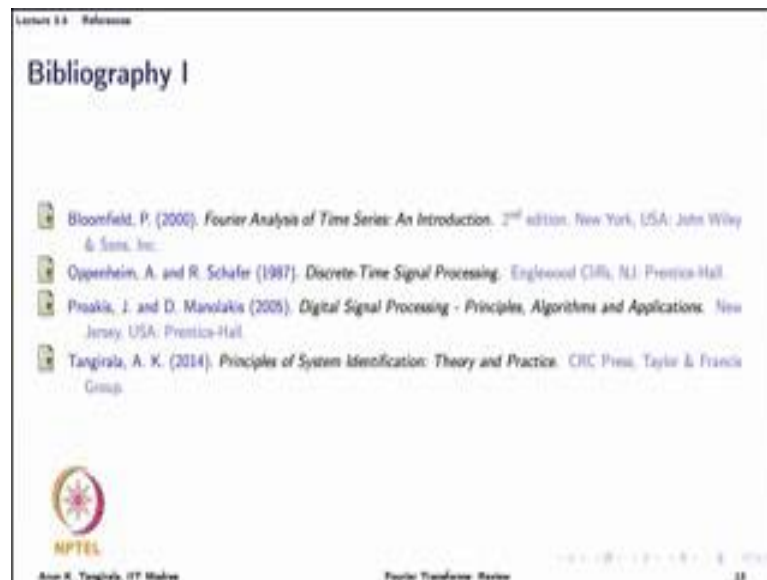 References
Bibliography I
Bloomfield, P. (2000). Fourier Analysis of Time Series: An Introduction. 2nd edition. New York, USA: John Wiley
& Sons, Inc.
Oppenheim, A. and R. Schafer (1987). Discrete-Time Signal Processing. Englewood Cliffs, NJ: Prentice-Hall.
Proakis, J. and D. Manolakis (2005). Digital Signal Processing - Principles, Algorithms and Applications. New
Jersey, USA: Prentice-Hall.
Tangirala, A. K. (2014). Principles of System Identification: Theory and Practice. CRC Press, Taylor & Francis
Group.
NPTEL
Arun K. Tangirala, IIT Madras
Fourier Transforms: Review